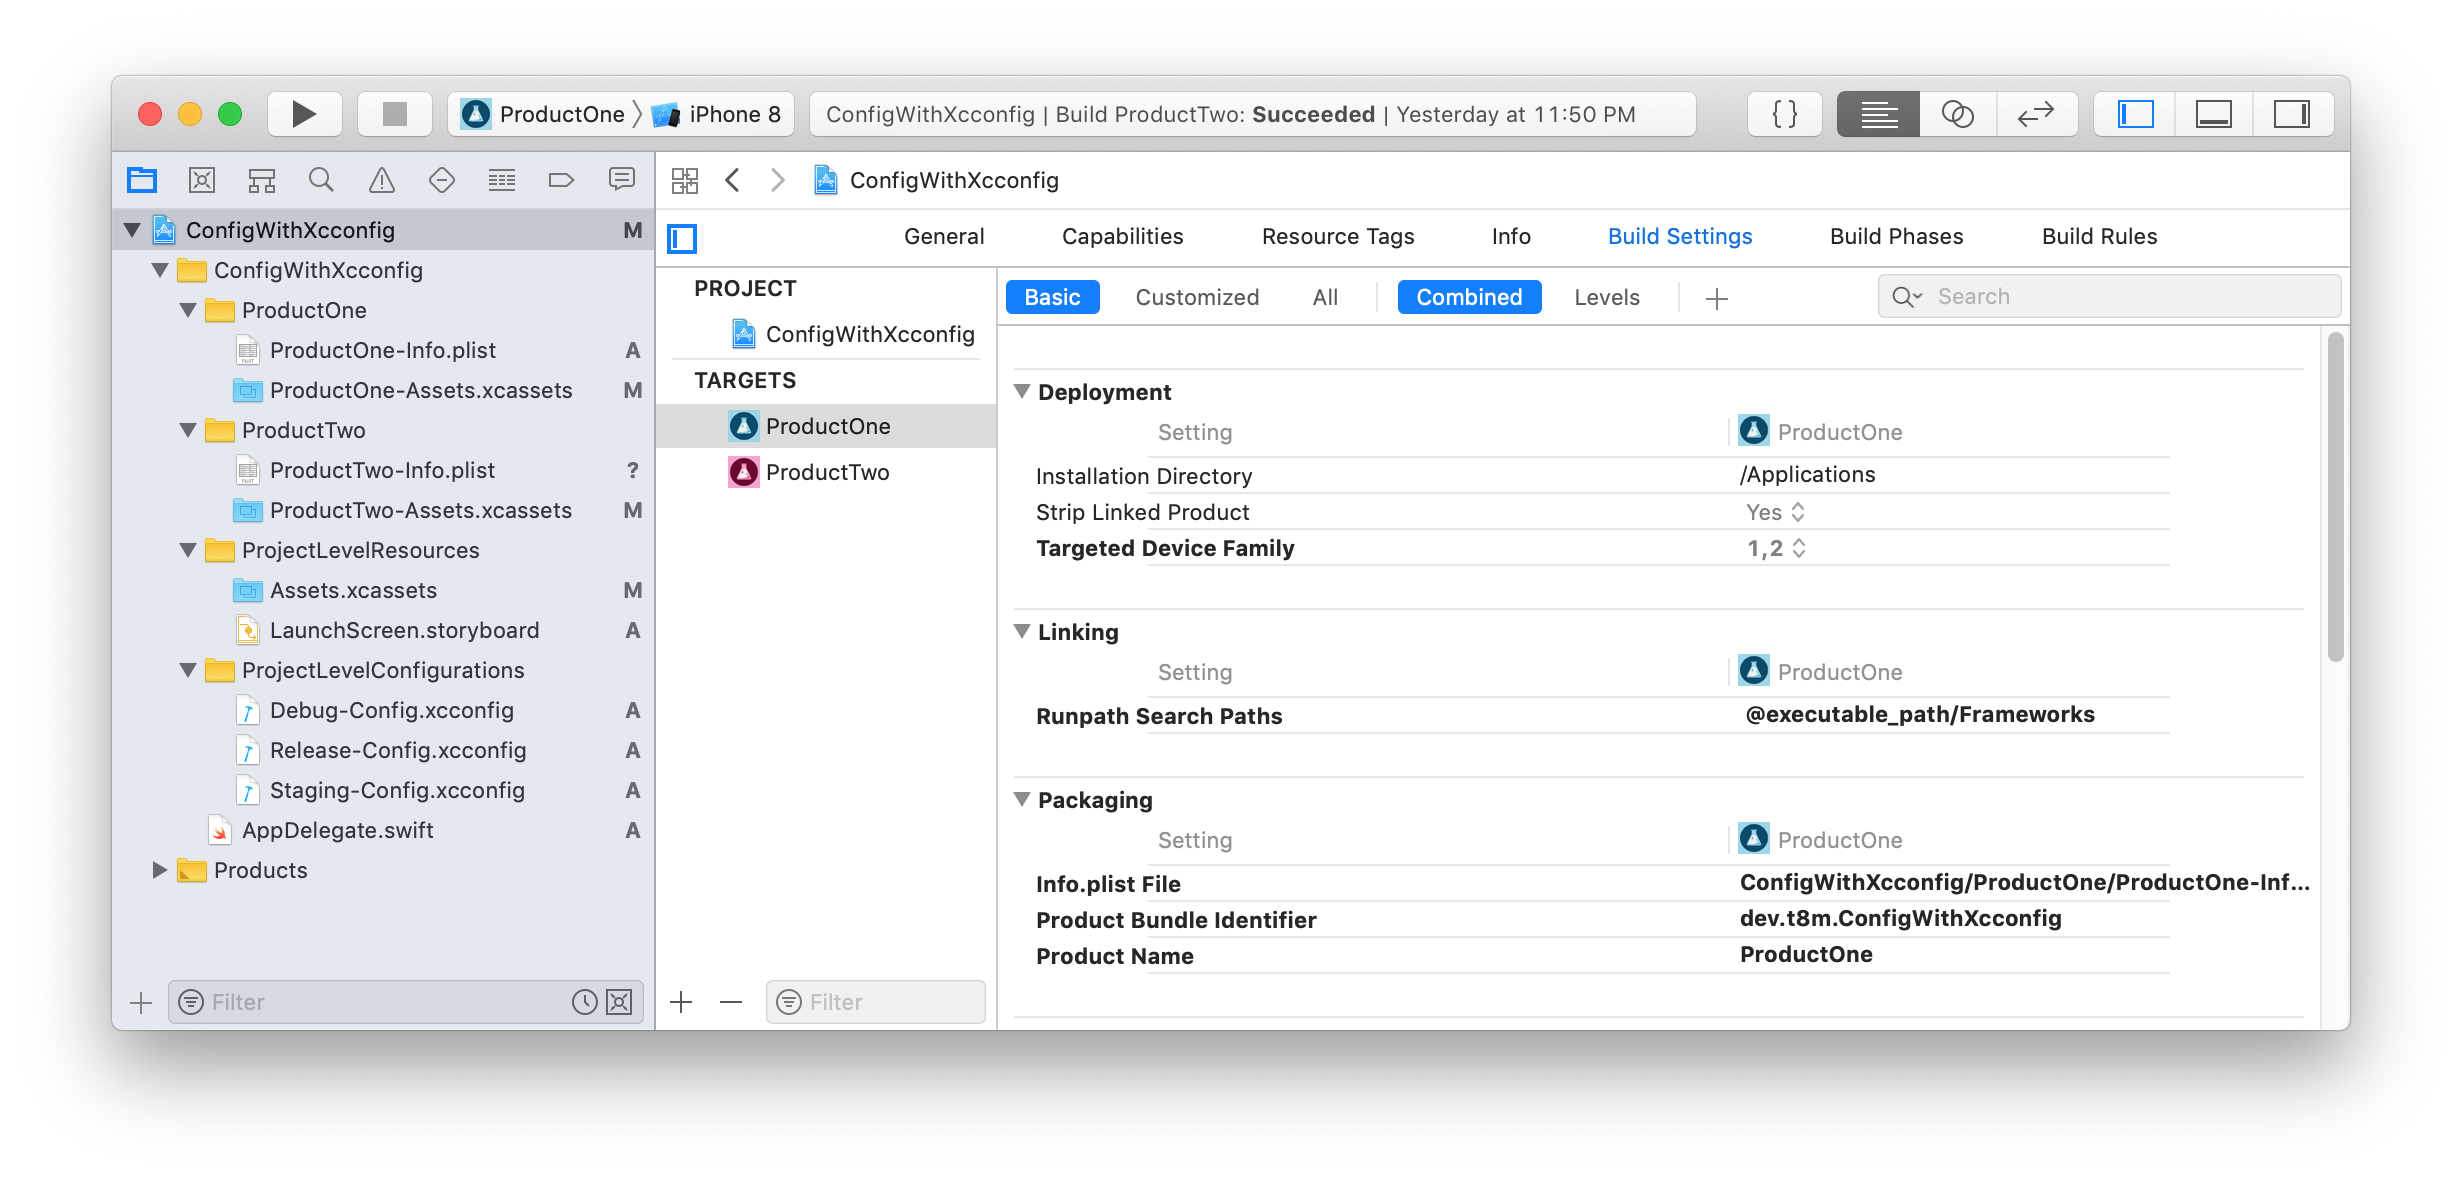 ProductOne iPhone 8
ConfigWithXcconfig | Build ProductTwo: Succeeded | Yesterday at 11:50 PM
{ }
ConfigWithXcconfig M
ConfigWithXcconfig
ProductOne
ProductOne-Info.plist A
ProductOne-Assets.xcassets M
ProductTwo
ProductTwo-Info.plist ?
ProductTwo-Assets.xcassets M
ProjectLevelResources
Assets.xcassets M
LaunchScreen.storyboard A
ProjectLevelConfigurations
Debug-Config.xcconfig A
Release-Config.xcconfig A
Staging-Config.xcconfig A
AppDelegate.swift A
Products
Filter
ConfigWithXcconfig
General Capabilities Resource Tags Info Build Settings Build Phases Build Rules
PROJECT
ConfigWithXcconfig
TARGETS
ProductOne
ProductTwo
Filter
Basic Customized All Combined Levels Search
Deployment
Setting ProductOne
Installation Directory /Applications
Strip Linked Product Yes
Targeted Device Family 1,2
Linking
Setting ProductOne
Runpath Search Paths @executable_path/Frameworks
Packaging
Setting ProductOne
Info.plist File ConfigWithXcconfig/ProductOne/ProductOne-Inf...
Product Bundle Identifier dev.t8m.ConfigWithXcconfig
Product Name ProductOne